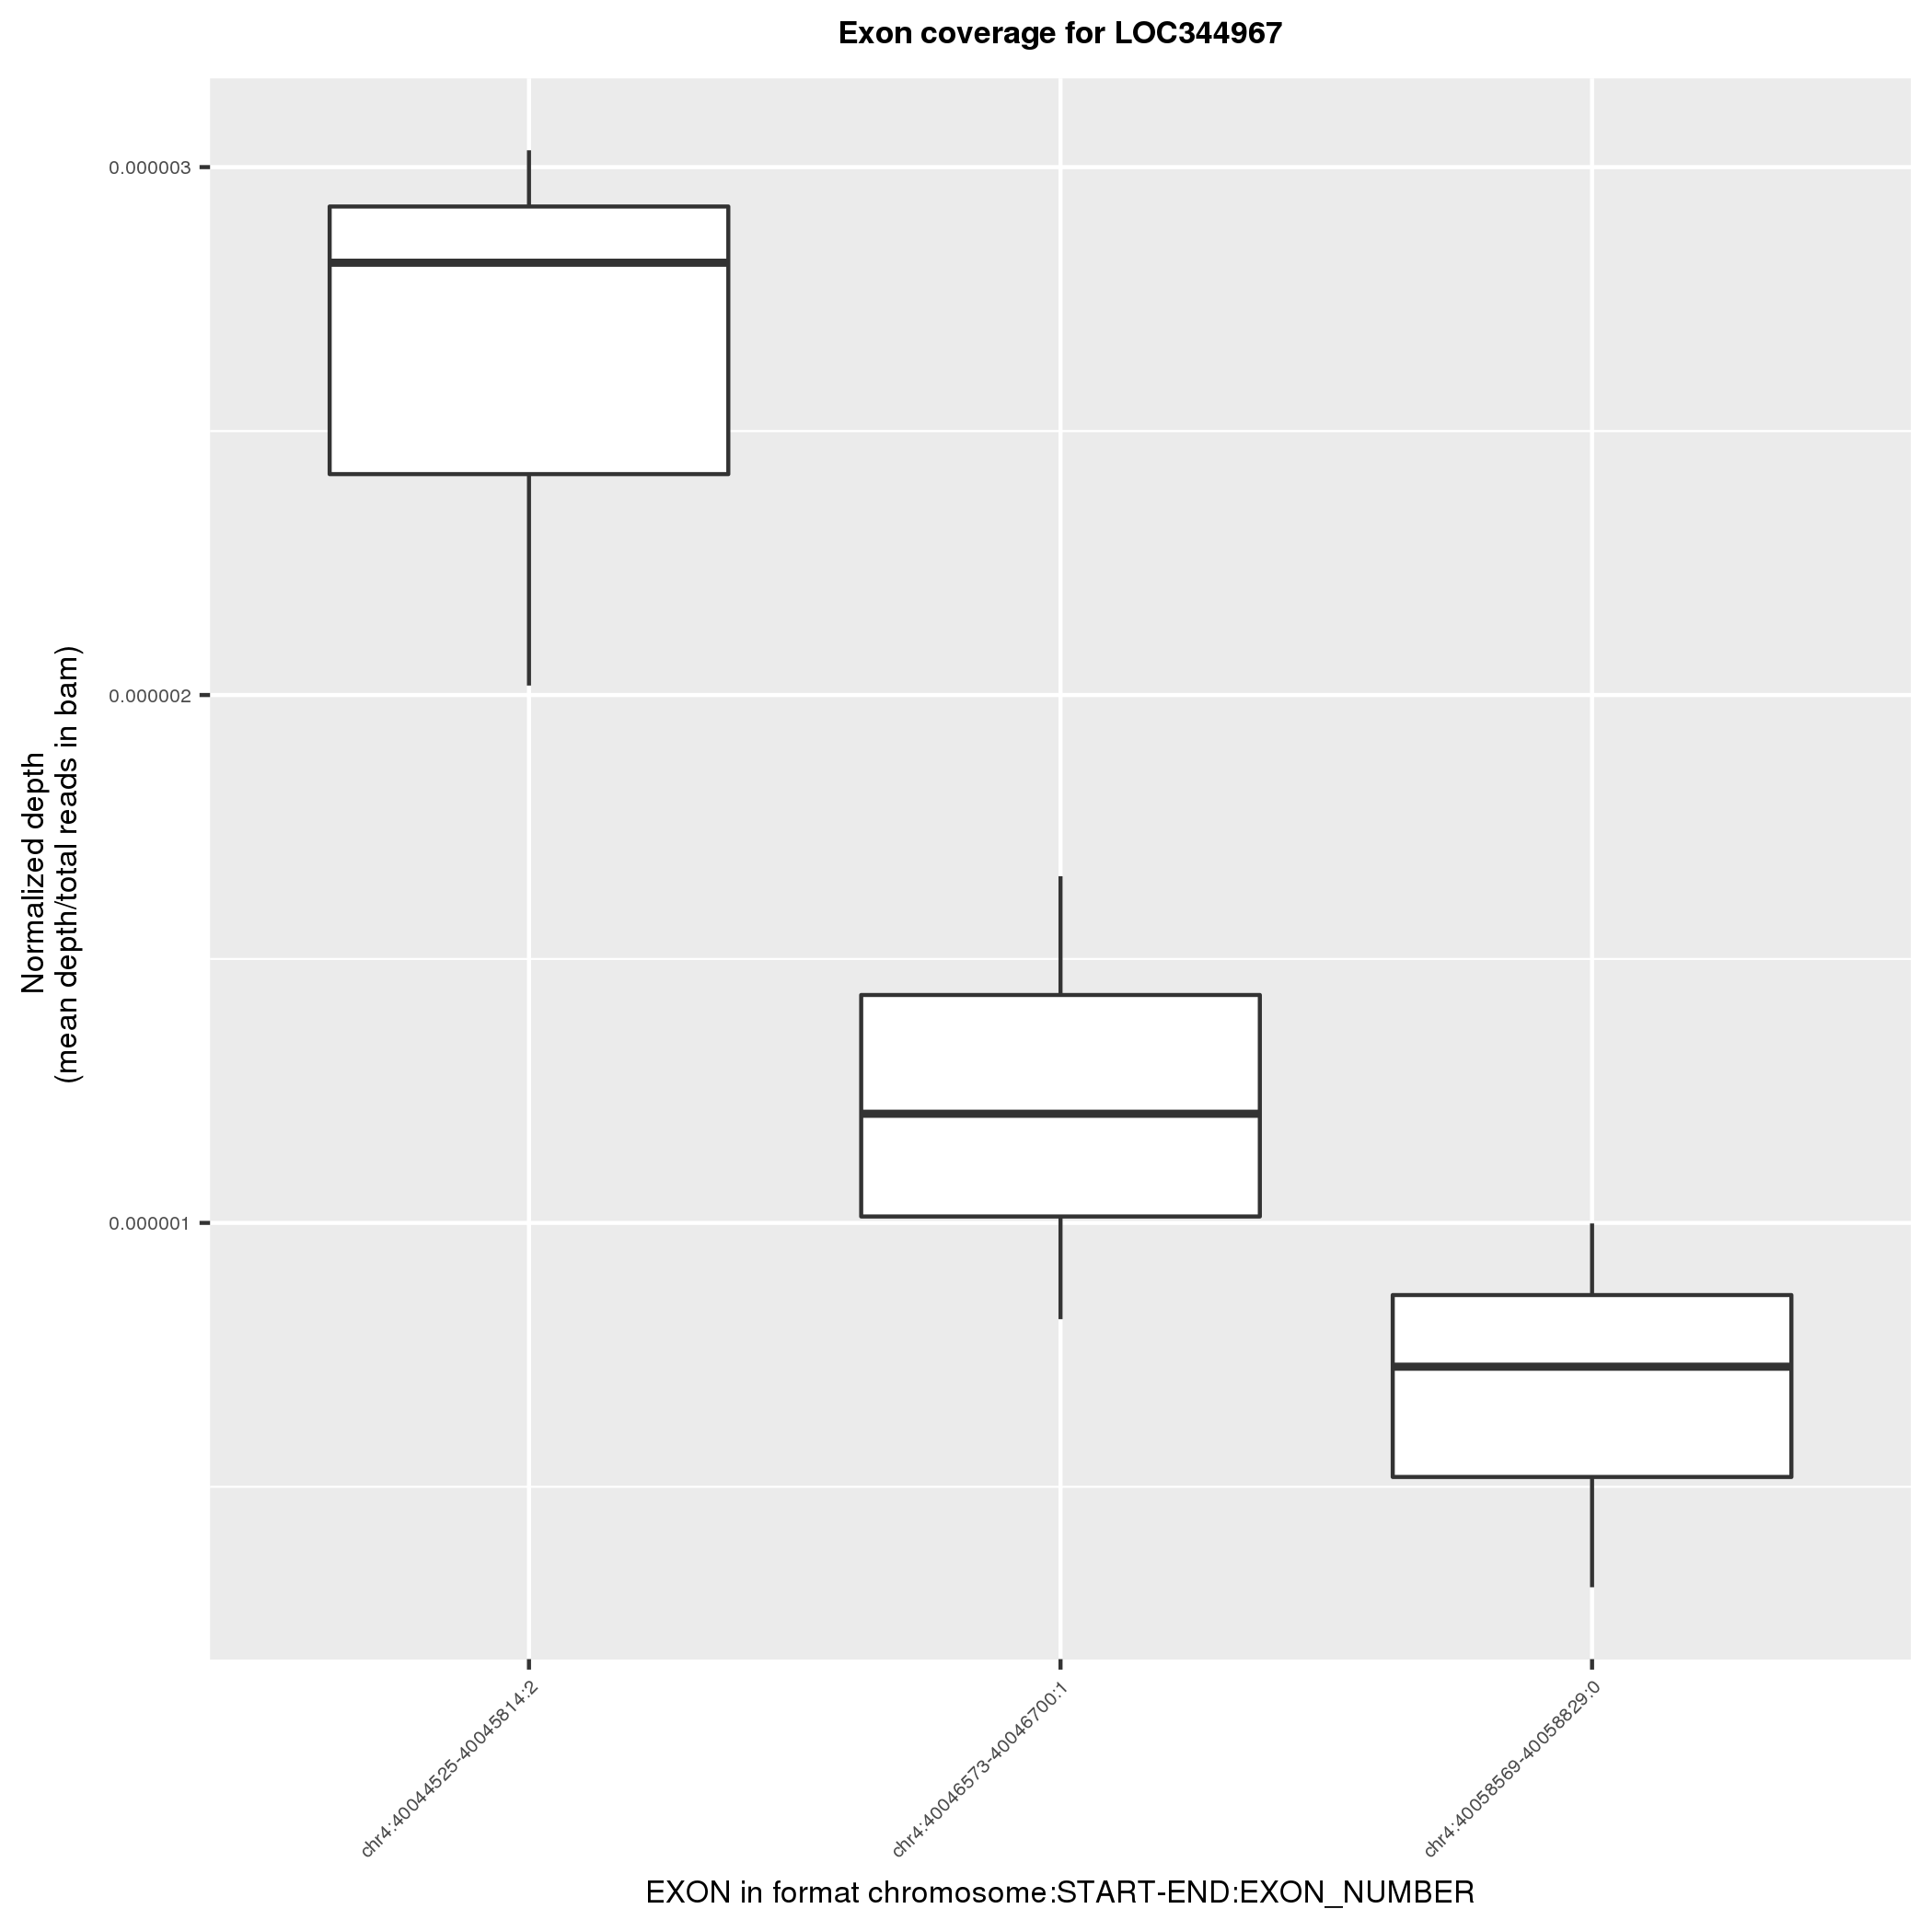 Exon coverage for LOC344967
0.000003
0.000002
0.000001
Normalized depth
(mean depth/total reads in bam)
chr4:40044525-40045814:2
chr4:40046573-40046700:1
chr4:40058569-40058829:0
EXON in format chromosome:START-END:EXON_NUMBER